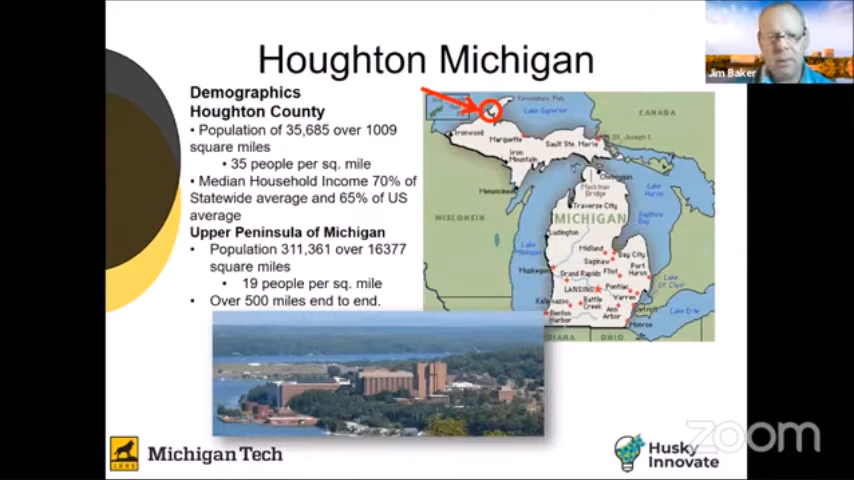 Houghton Michigan
Jim Baker
Demographics
Houghton County
• Population of 35,685 over 1009
square miles
• 35 people per sq. mile
• Median Household Income 70% of
Statewide average and 65% of US
average
Upper Peninsula of Michigan
• Population 311,361 over 16377
square miles
• 19 people per sq. mile
• Over 500 miles end to end.
Lake Superior
CANADA
Ironwood
Marquette
Sault Ste. Marie
Iron
Mountain
Cheboygan
Mackinac
Bridge
Traverse City
Lake
Huron
WISCONSIN
MICHIGAN
Saginaw
Bay
Ludington
Lake
Michigan
Midland
Bay City
Saginaw
Flint
Port
Huron
Muskegon
Grand Rapids
Lake
St. Clair
LANSING
Pontiac
Warren
Battle
Creek
Ann
Arbor
Detroit
Benton
Harbor
Monroe
Lake Erie
INDIANA
OHIO
1885
Michigan Tech
Husky
Innovate
zoom